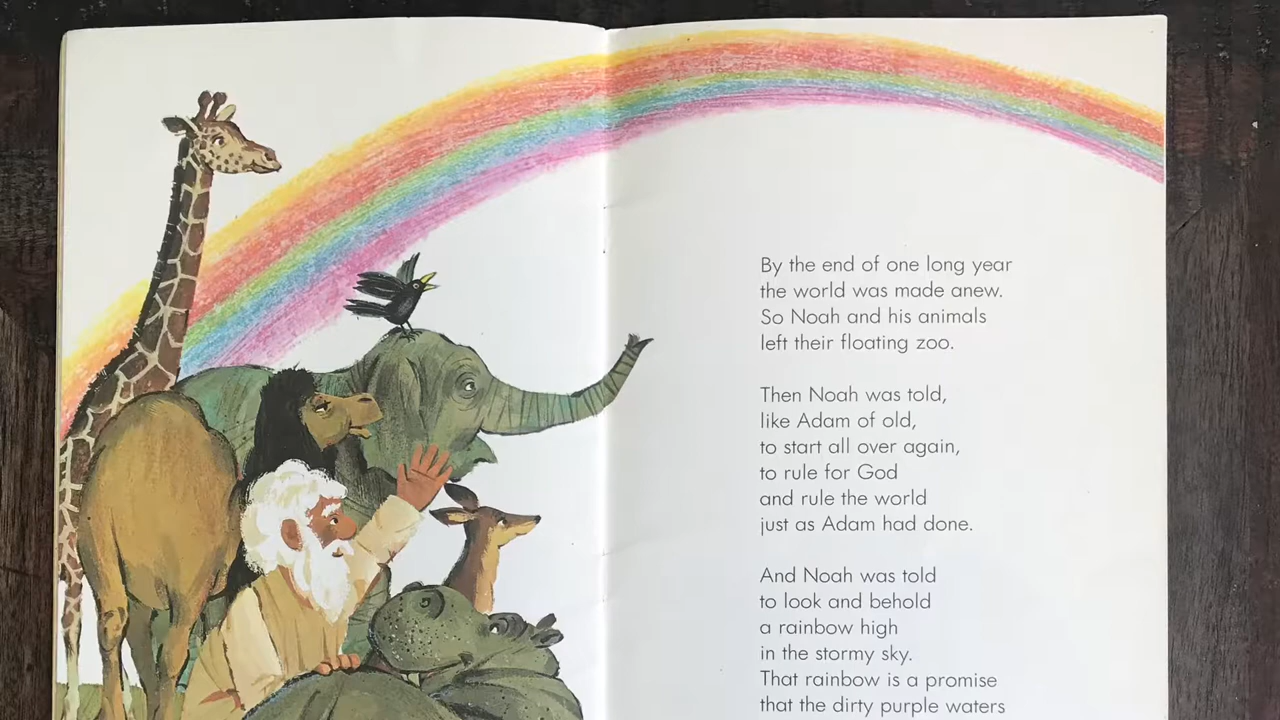 By the end of one long year
the world was made anew.
So Noah and his animals
left their floating zoo.
Then Noah was told,
like Adam of old,
to start all over again,
to rule for God
and rule the world
just as Adam had done.
And Noah was told
to look and behold
a rainbow high
in the stormy sky.
That rainbow is a promise
that the dirty purple waters